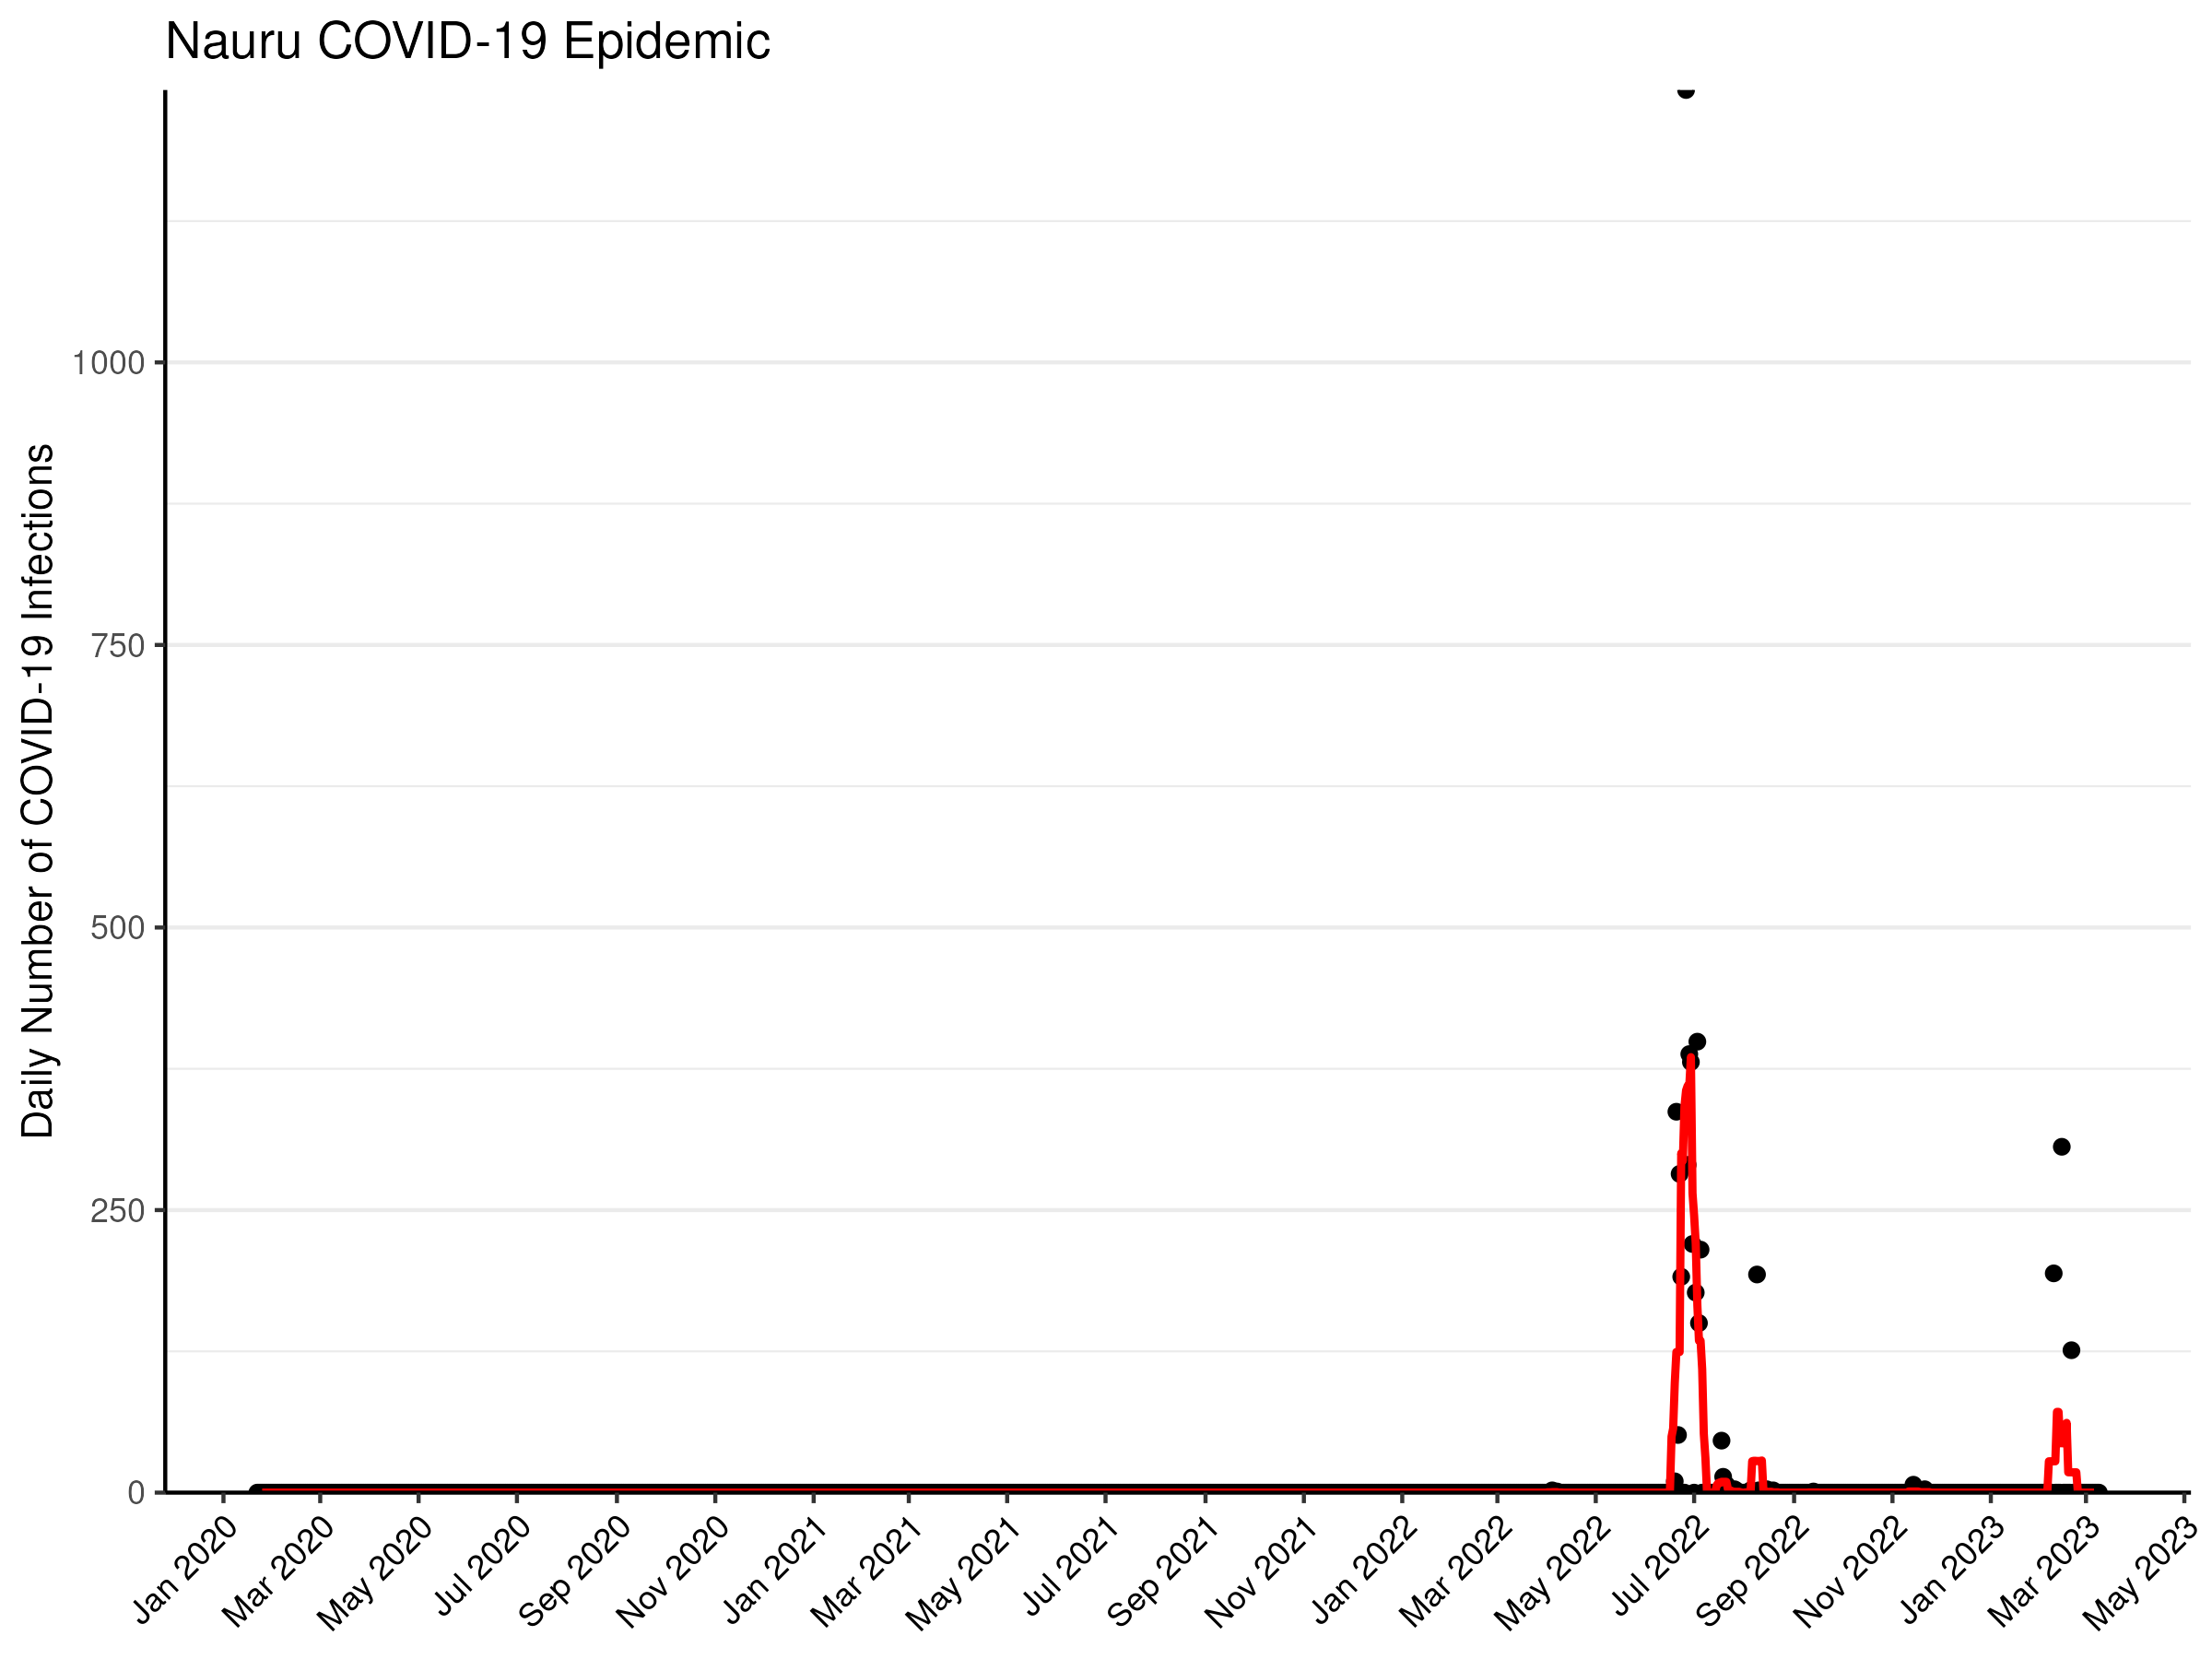 Nauru COVID-19 Epidemic
Daily Number of COVID-19 Infections
1000
750
500
250
0
Jan 2020
Mar 2020
May 2020
Jul 2020
Sep 2020
Nov 2020
Jan 2021
Mar 2021
May 2021
Jul 2021
Sep 2021
Nov 2021
Jan 2022
Mar 2022
May 2022
Jul 2022
Sep 2022
Nov 2022
Jan 2023
Mar 2023
May 2023